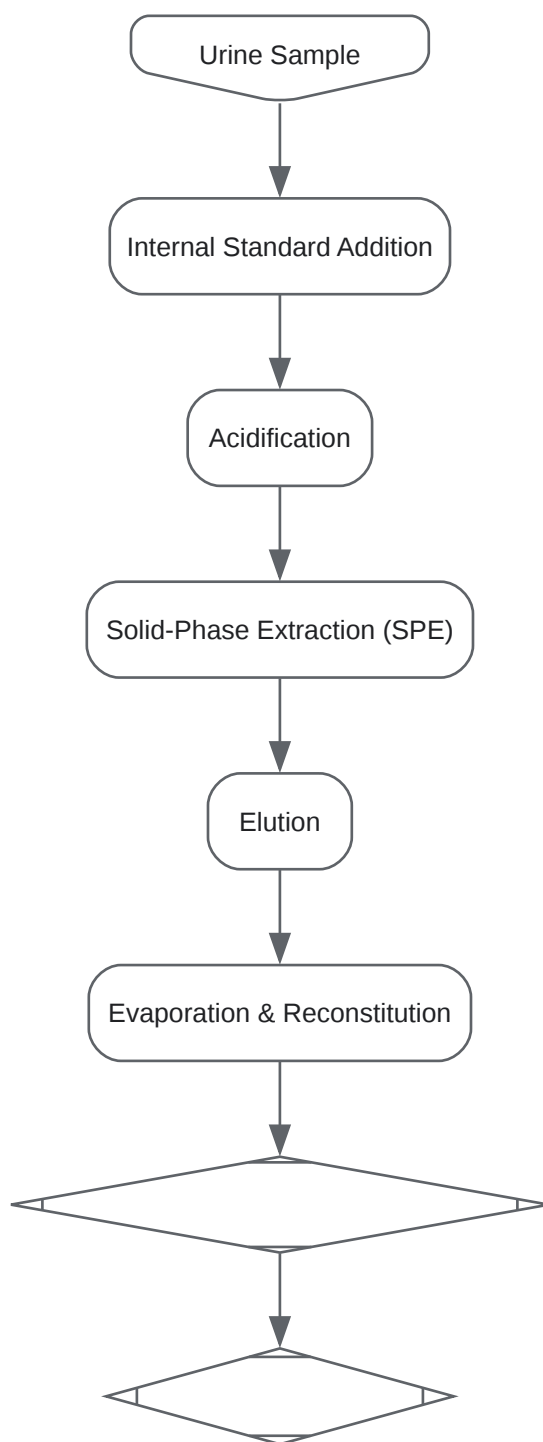 Urine Sample
Internal Standard Addition
Acidification
Solid-Phase Extraction (SPE)
Elution
Evaporation & Reconstitution